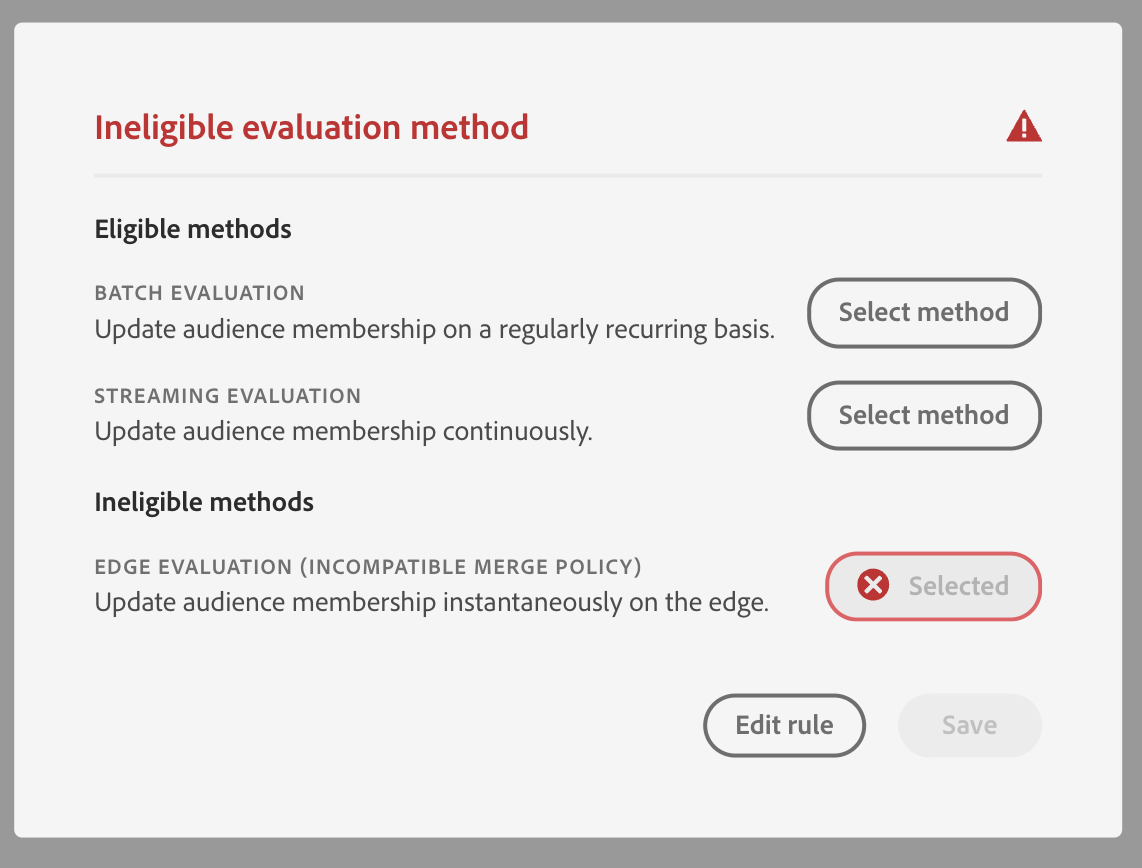 Ineligible evaluation method
Eligible methods
BATCH EVALUATION
Update audience membership on a regularly recurring basis.
Select method
STREAMING EVALUATION
Update audience membership continuously.
Select method
Ineligible methods
EDGE EVALUATION (INCOMPATIBLE MERGE POLICY)
Update audience membership instantaneously on the edge.
Selected
Edit rule
Save